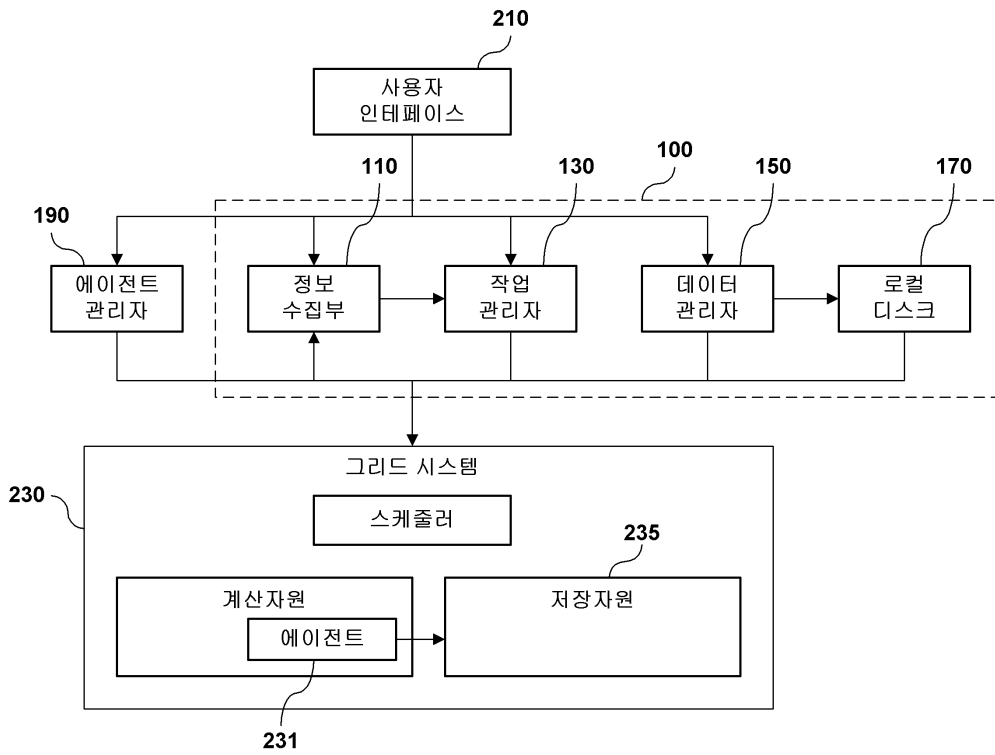 210
사용자
인테페이스
100
110
130
150
170
190
에이전트
관리자
정보
수집부
작업
관리자
데이터
관리자
로컬
디스크
그리드 시스템
230
스케줄러
235
계산자원
저장자원
에이전트
231